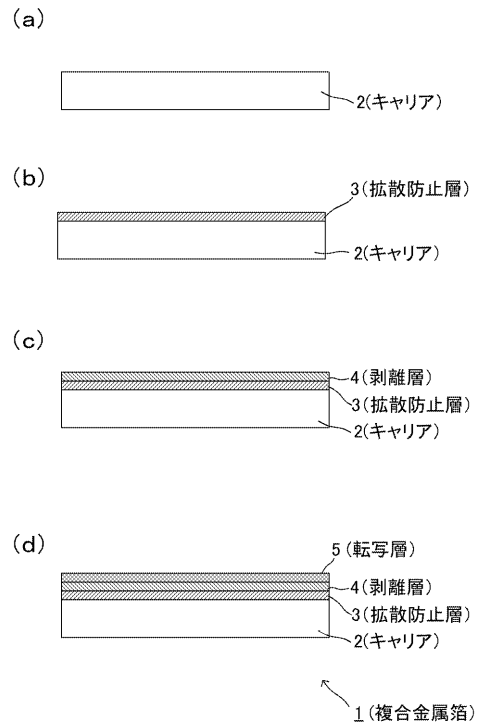 (a)
2(キャリア)
(b)
3(拡散防止層)
2(キャリア)
(c)
4(剥離層)
3(拡散防止層)
2(キャリア)
(d)
5(転写層)
4(剥離層)
3(拡散防止層)
2(キャリア)
1(複合金属箔)